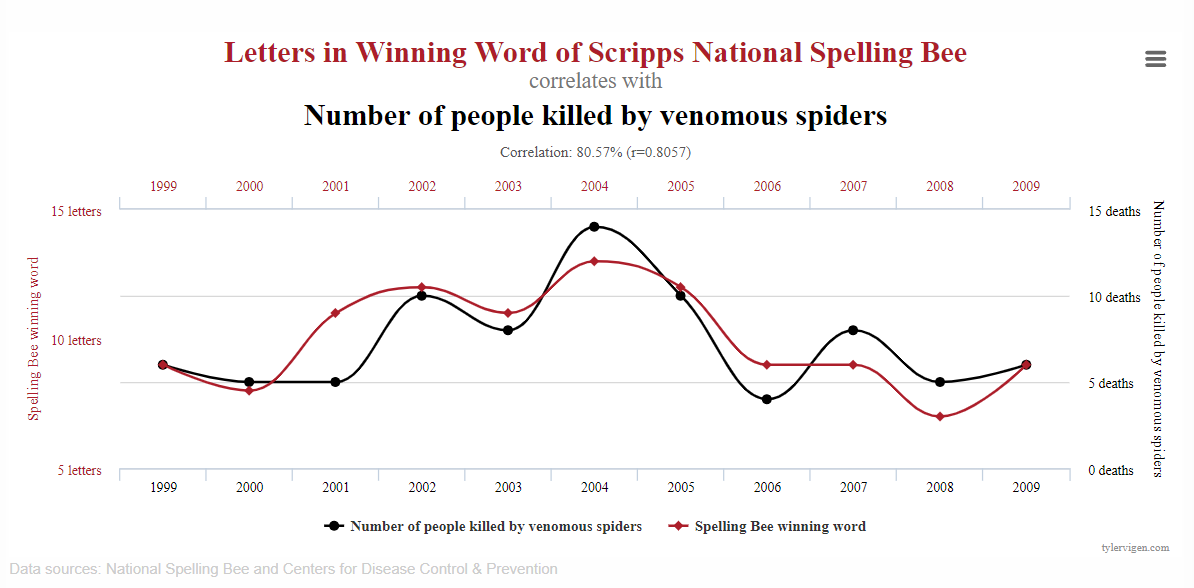 Letters in Winning Word of Scripps National Spelling Bee
correlates with
Number of people killed by venomous spiders
Correlation: 80.57% (r=0.8057)
1999 2000 2001 2002 2003 2004 2005 2006 2007 2008 2009
15 letters
10 letters
5 letters
Spelling Bee winning word
15 deaths
10 deaths
5 deaths
0 deaths
Number of people killed by venomous spiders
1999 2000 2001 2002 2003 2004 2005 2006 2007 2008 2009
Number of people killed by venomous spiders Spelling Bee winning word
tylervigen.com
Data sources: National Spelling Bee and Centers for Disease Control & Prevention